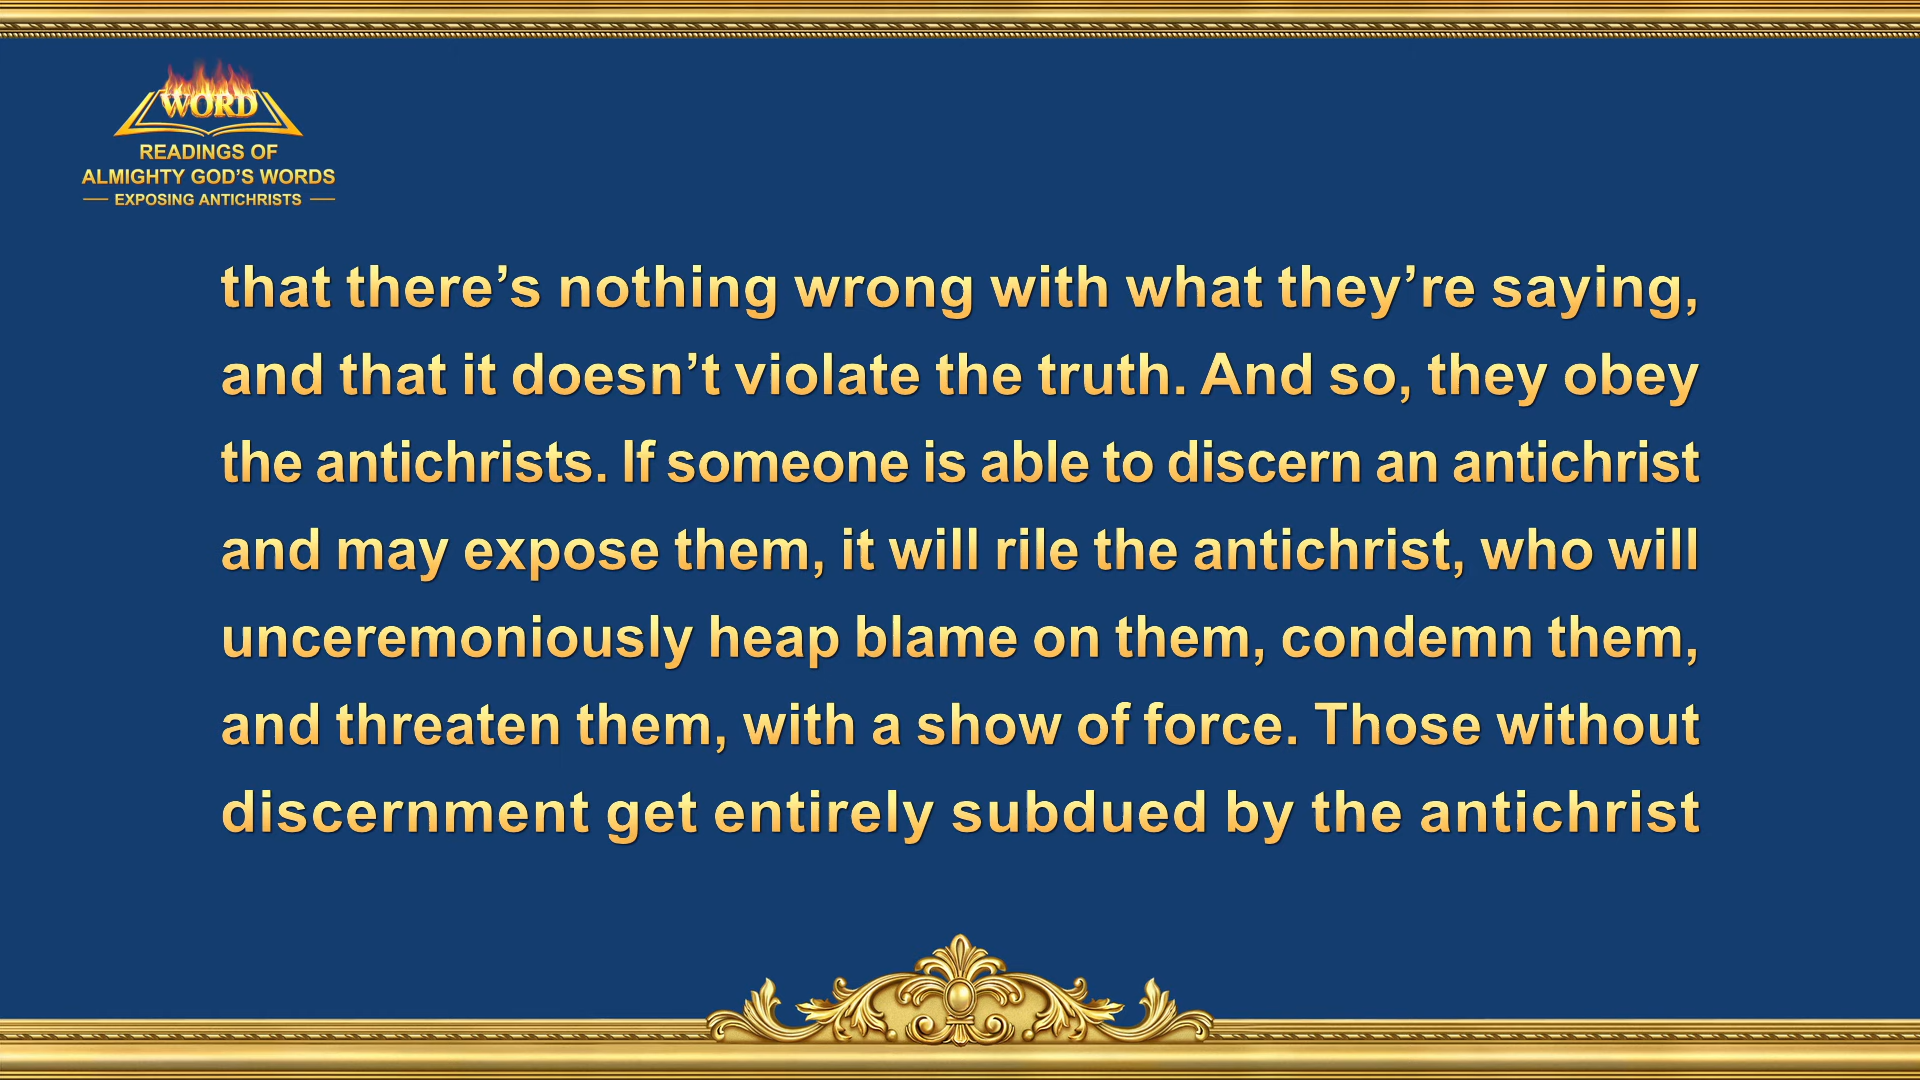 WORD
READINGS OF
ALMIGHTY GOD’S WORDS
EXPOSING ANTICHRISTS
that there’s nothing wrong with what they’re saying,
and that it doesn’t violate the truth. And so, they obey
the antichrists. If someone is able to discern an antichrist
and may expose them, it will rile the antichrist, who will
unceremoniously heap blame on them, condemn them,
and threaten them, with a show of force. Those without
discernment get entirely subdued by the antichrist